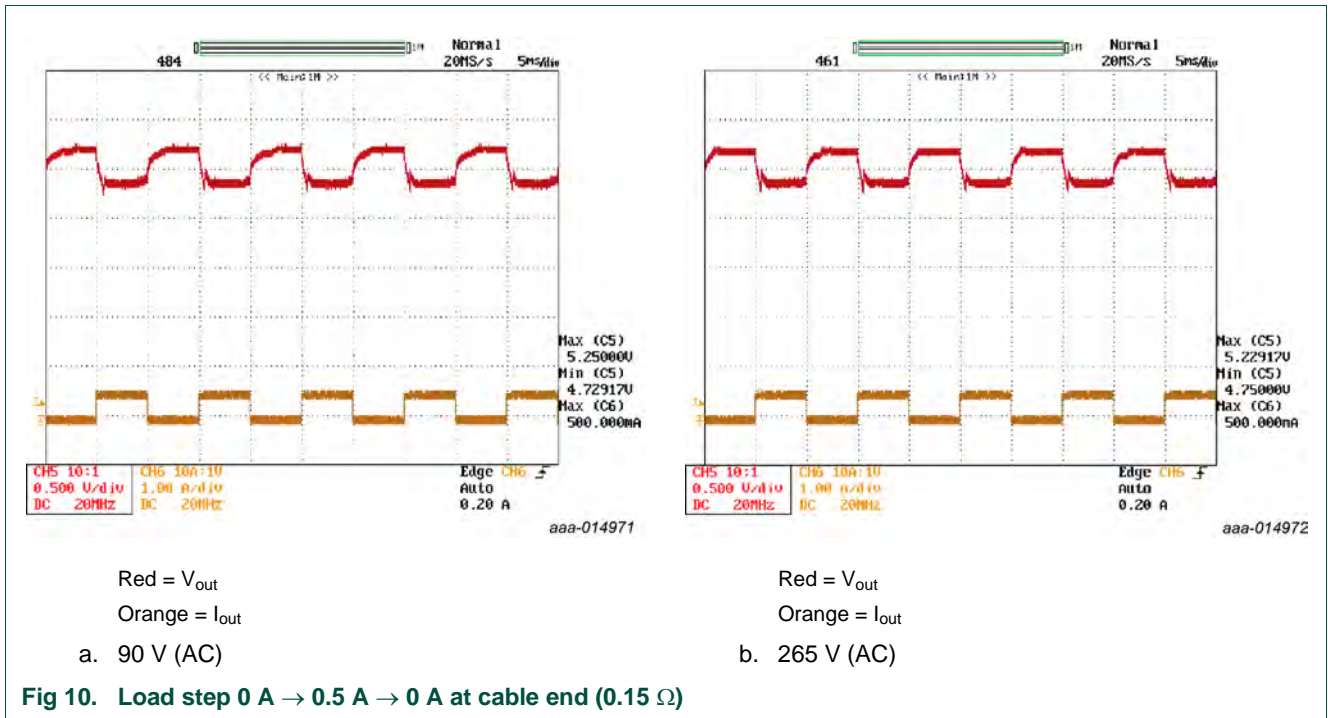 484
Normal
20MS/s 5ms/div
<< Main:1M >>
Max (C5)
5.25000V
Min (C5)
4.72917V
Max (C6)
500.000mA
CH5 10:1
0.500 V/div
DC 20MHz
CH6 10A:1V
1.00 A/div
DC 20MHz
Edge CH6
Auto
0.20 A
aaa-014971
Red = Vout
Orange = Iout
a. 90 V (AC)
461
Normal
20MS/s 5ms/div
<< Main:1M >>
Max (C5)
5.22917V
Min (C5)
4.75000V
Max (C6)
500.000mA
CH5 10:1
0.500 V/div
DC 20MHz
CH6 10A:1V
1.00 A/div
DC 20MHz
Edge CH6
Auto
0.20 A
aaa-014972
Red = Vout
Orange = Iout
b. 265 V (AC)
Fig 10. Load step 0 A → 0.5 A → 0 A at cable end (0.15 Ω)